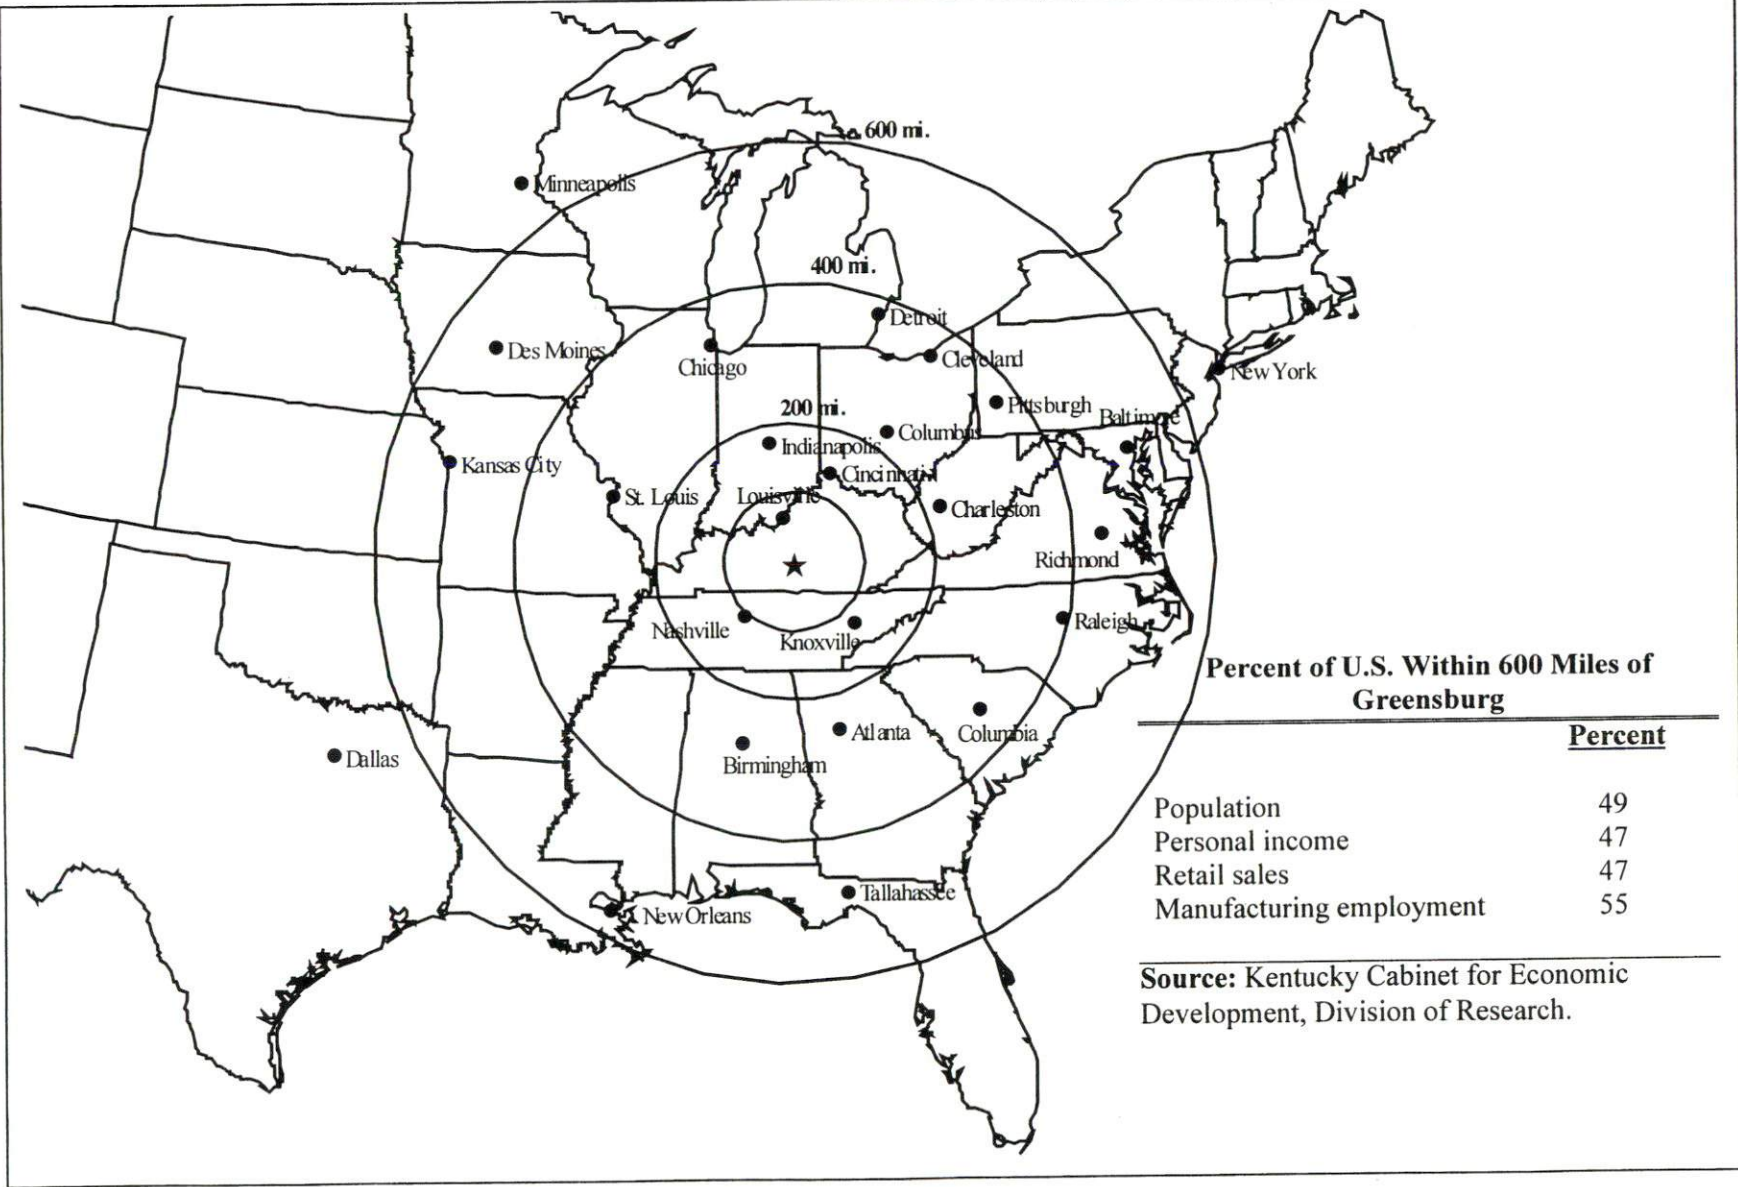 600 mi.
Minneapolis
400 mi.
Detroit
Des Moines
Chicago
Cleveland
New York
200 mi.
Pittsburgh
Baltimore
Columbus
Indianapolis
Kansas City
Cincinnati
St. Louis
Louisville
Charleston
Richmond
Nashville
Knoxville
Raleigh
Atlanta
Columbia
Birmingham
Dallas
Tallahassee
New Orleans
Percent of U.S. Within 600 Miles of
Greensburg
Percent
Population 49
Personal income 47
Retail sales 47
Manufacturing employment 55
Source: Kentucky Cabinet for Economic
Development, Division of Research.